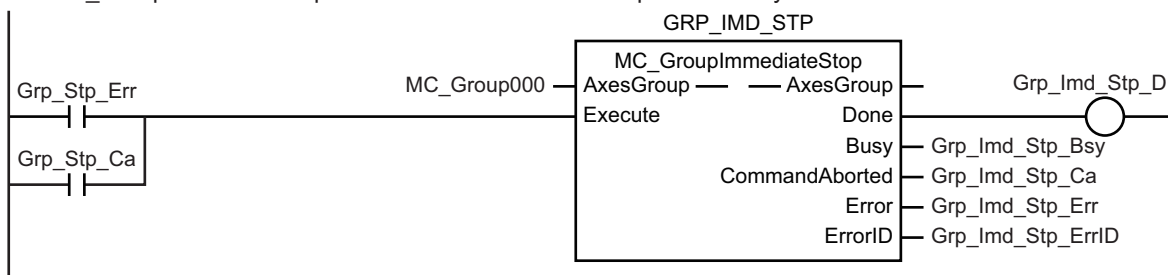 GRP_IMD_STP
MC_GroupImmediateStop
Grp_Stp_Err
MC_Group000
AxesGroup
AxesGroup
Grp_Imd_Stp_D
Execute
Done
Grp_Stp_Ca
Busy
Grp_Imd_Stp_Bsy
CommandAborted
Grp_Imd_Stp_Ca
Error
Grp_Imd_Stp_Err
ErrorID
Grp_Imd_Stp_ErrID